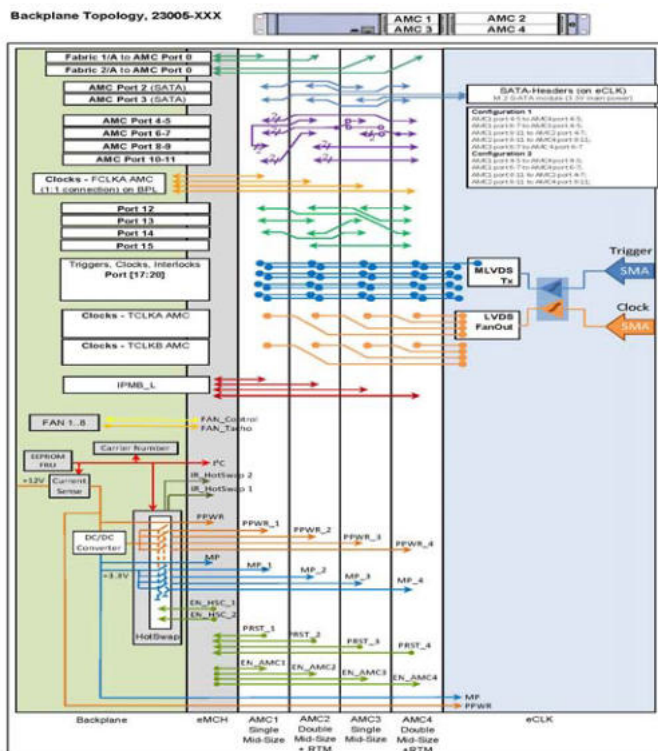 Backplane Topology, 23005-XXX
AMC 1
AMC 2
AMC 3
AMC 4
Fabric 1/A to AMC Port 0
Fabric 2/A to AMC Port 0
AMC Port 2 (SATA)
AMC Port 3 (SATA)
SATA-Headers (on eCLK)
M.2 SATA module (3.3V main power)
AMC Port 4-5
AMC Port 6-7
AMC Port 8-9
AMC Port 10-11
Configuration 1
Clocks - FCLKA AMC
(1:1 connection) on BPL
Port 12
Port 13
Port 14
Port 15
Triggers, Clocks, Interlocks
Port [17:20]
MLVDS
Tx
Trigger
SMA
Clocks - TCLKA AMC
LVDS
FanOut
Clock
SMA
Clocks - TCLKB AMC
IPMB_L
FAN 1..8
FAN_Control
FAN_Tacho
Carrier Number
EEPROM
FRU
I²C
IR_HotSwap 2
IR_HotSwap 1
+12V
Current
Sense
PPWR
DC/DC
Converter
PPWR_1
PPWR_2
PPWR_3
PPWR_4
MP
+3.3V
MP_1
MP_2
MP_3
MP_4
EN_HSC_1
EN_HSC_2
HotSwap
PRST_1
PRST_2
PRST_3
PRST_4
EN_AMC1
EN_AMC2
EN_AMC3
EN_AMC4
MP
PPWR
Backplane
eMCH
AMC1
Single
Mid-Size
AMC2
Double
Mid-Size
+ RTM
AMC3
Single
Mid-Size
AMC4
Double
Mid-Size
+RTM
eCLK